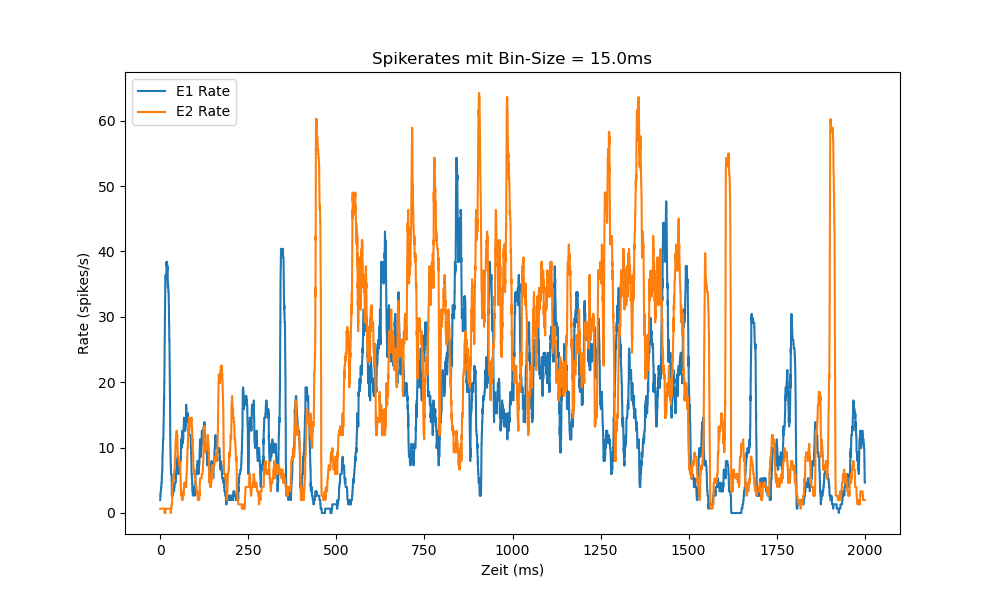 Spikerates mit Bin-Size = 15.0ms
E1 Rate
E2 Rate
Rate (spikes/s)
60
50
40
30
20
10
0
0 250 500 750 1000 1250 1500 1750 2000
Zeit (ms)